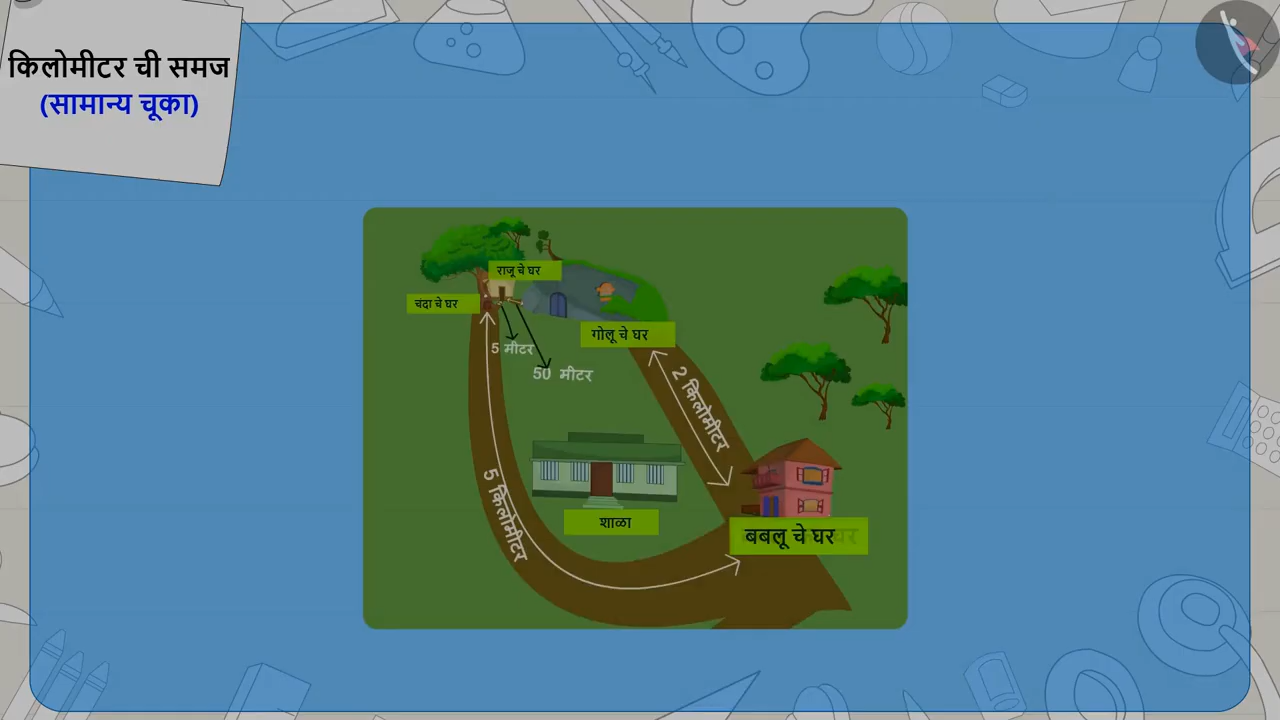 किलोमीटर ची समज
(सामान्य चूका)
राजू चे घर
चंदा चे घर
गोलू चे घर
5 मीटर
50 मीटर
2 किलोमीटर
5 किलोमीटर
शाळा
बबलू चे घर